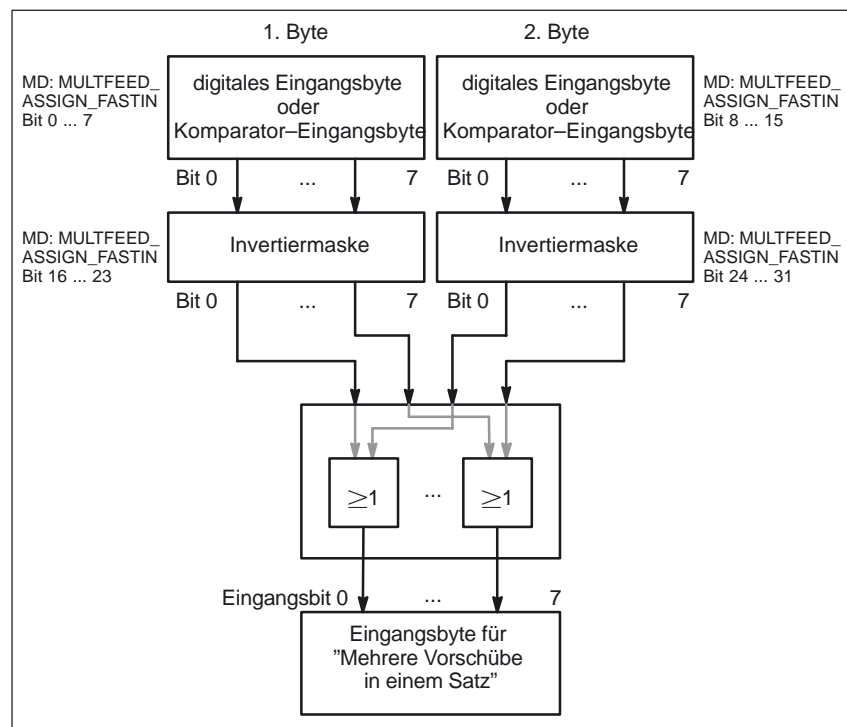 1. Byte
2. Byte
MD: MULTFEED_
ASSIGN_FASTIN
Bit 0 ... 7
digitales Eingangsbyte
oder
Komparator–Eingangsbyte
digitales Eingangsbyte
oder
Komparator–Eingangsbyte
MD: MULTFEED_
ASSIGN_FASTIN
Bit 8 ... 15
Bit 0 ... 7
Bit 0 ... 7
MD: MULTFEED_
ASSIGN_FASTIN
Bit 16 ... 23
Invertiermaske
Invertiermaske
MD: MULTFEED_
ASSIGN_FASTIN
Bit 24 ... 31
Bit 0 ... 7
Bit 0 ... 7
≥1 ... ≥1
Eingangsbit 0 ... 7
Eingangsbyte für
”Mehrere Vorschübe
in einem Satz”